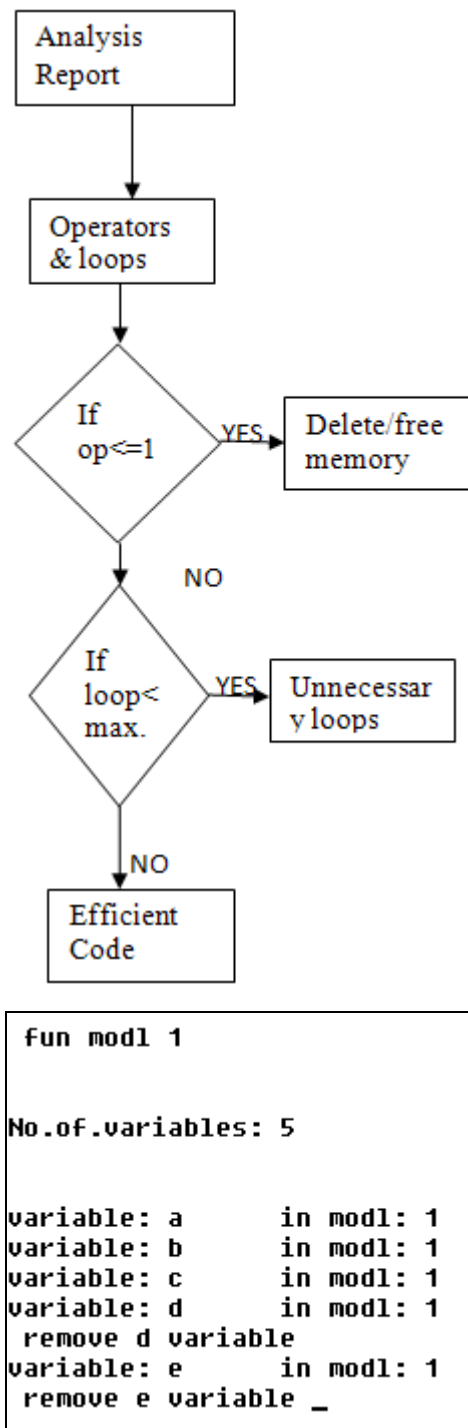 Analysis
Report
Operators
& loops
If
op<=1
YES
Delete/free
memory
NO
If
loop<
max.
YES
Unnecessar
y loops
NO
Efficient
Code
fun modl 1
No.of.variables: 5
variable: a in modl: 1
variable: b in modl: 1
variable: c in modl: 1
variable: d in modl: 1
remove d variable
variable: e in modl: 1
remove e variable _